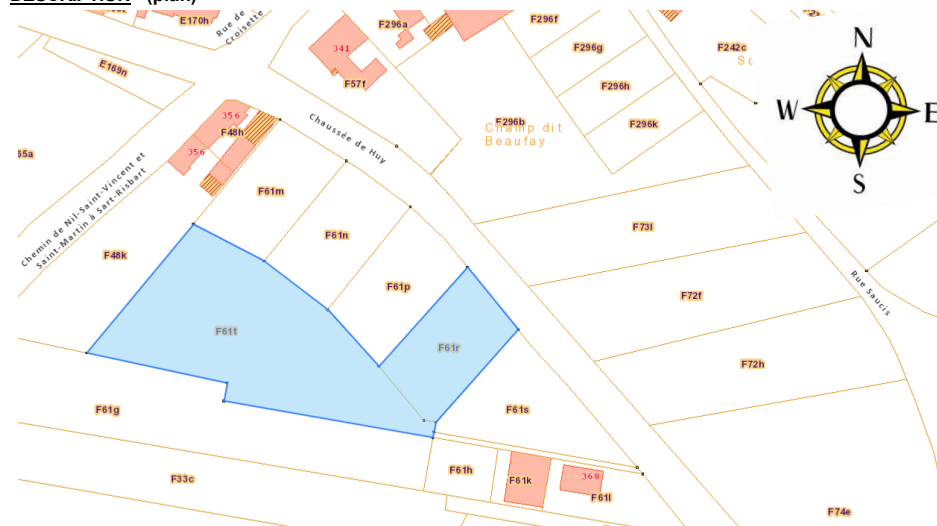 E170h
Rue de
Croisette
F296a
F296f
E169n
341
F57f
F296g
F242c
F296h
N
W
E
S
356
F48h
356
Chaussée de Huy
F296b
Champ dit
Beaufay
F296k
65a
Chemin de Nil-Saint-Vincent et
Saint-Martin à Sart-Risbart
F48k
F61m
F61n
F61p
F73l
F72f
Rue Saucis
F61t
F61r
F72h
F61g
F61s
F33c
F61h
F61k
368
F61l
F74e